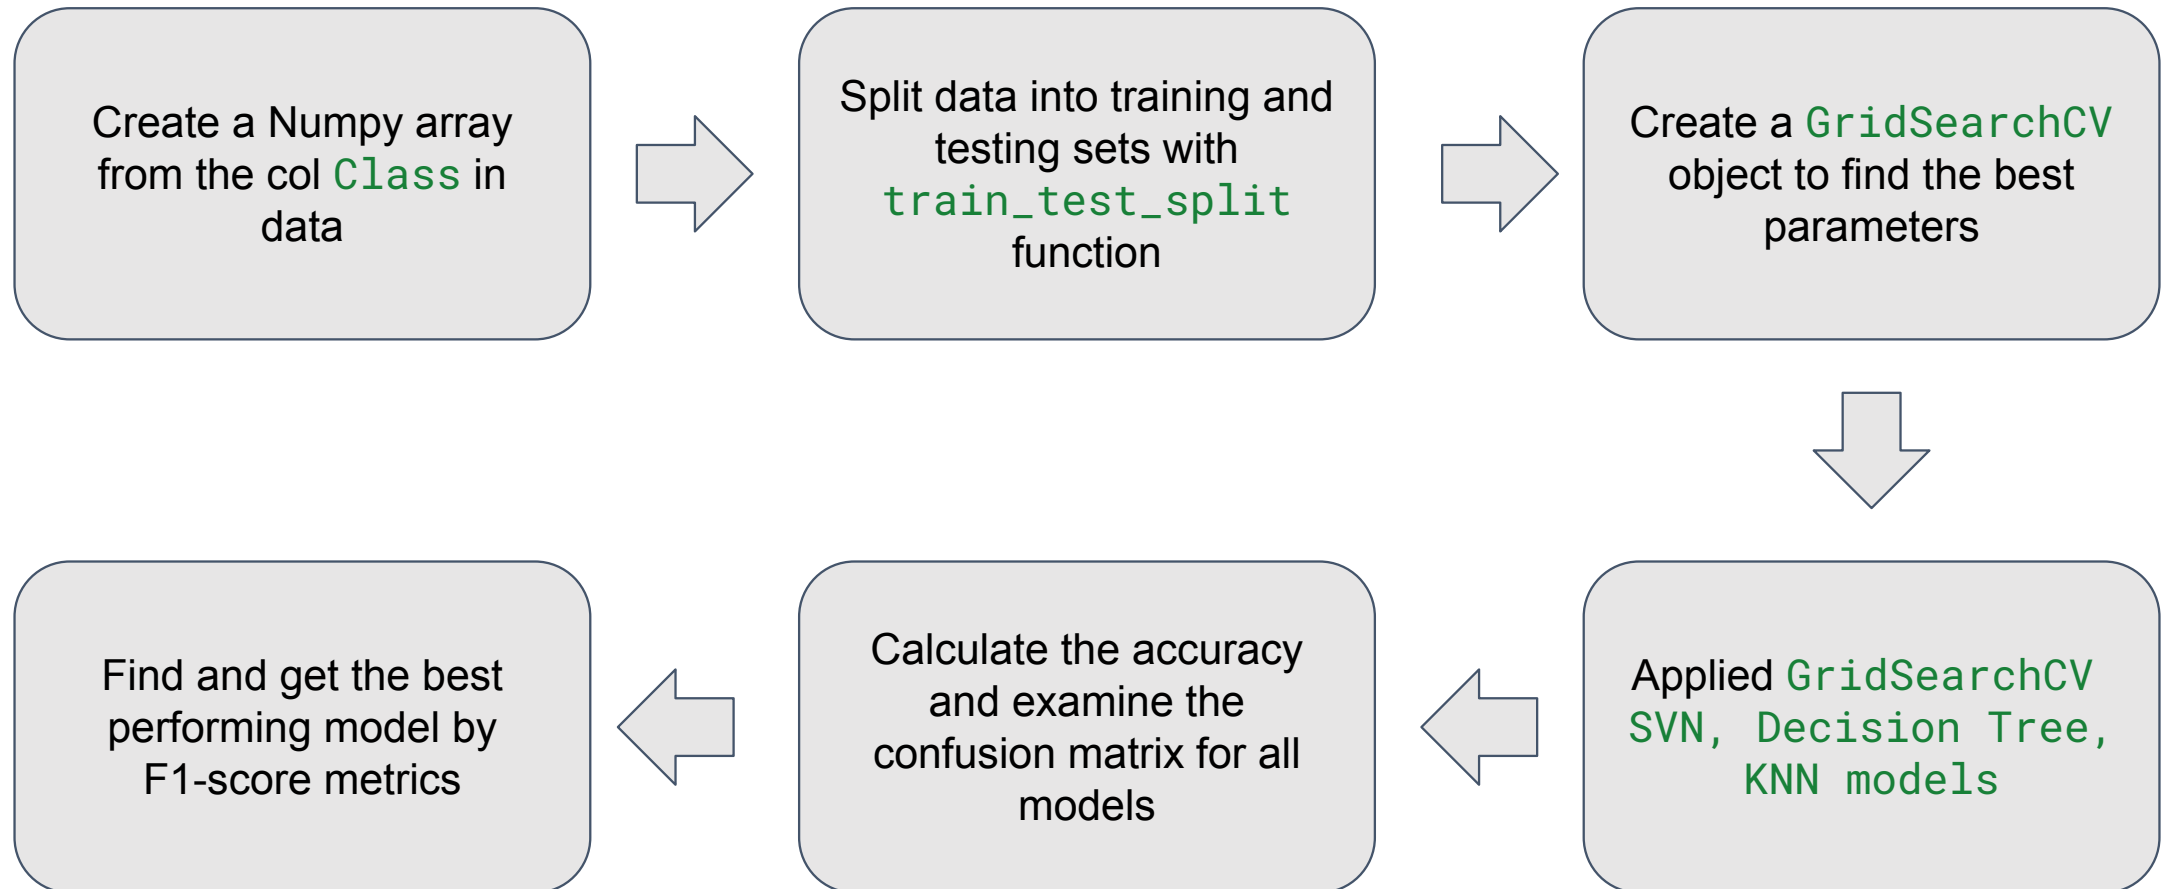 Create a Numpy array
from the col Class in
data
Split data into training and
testing sets with
train_test_split
function
Create a GridSearchCV
object to find the best
parameters
Applied GridSearchCV
SVN, Decision Tree,
KNN models
Calculate the accuracy
and examine the
confusion matrix for all
models
Find and get the best
performing model by
F1-score metrics